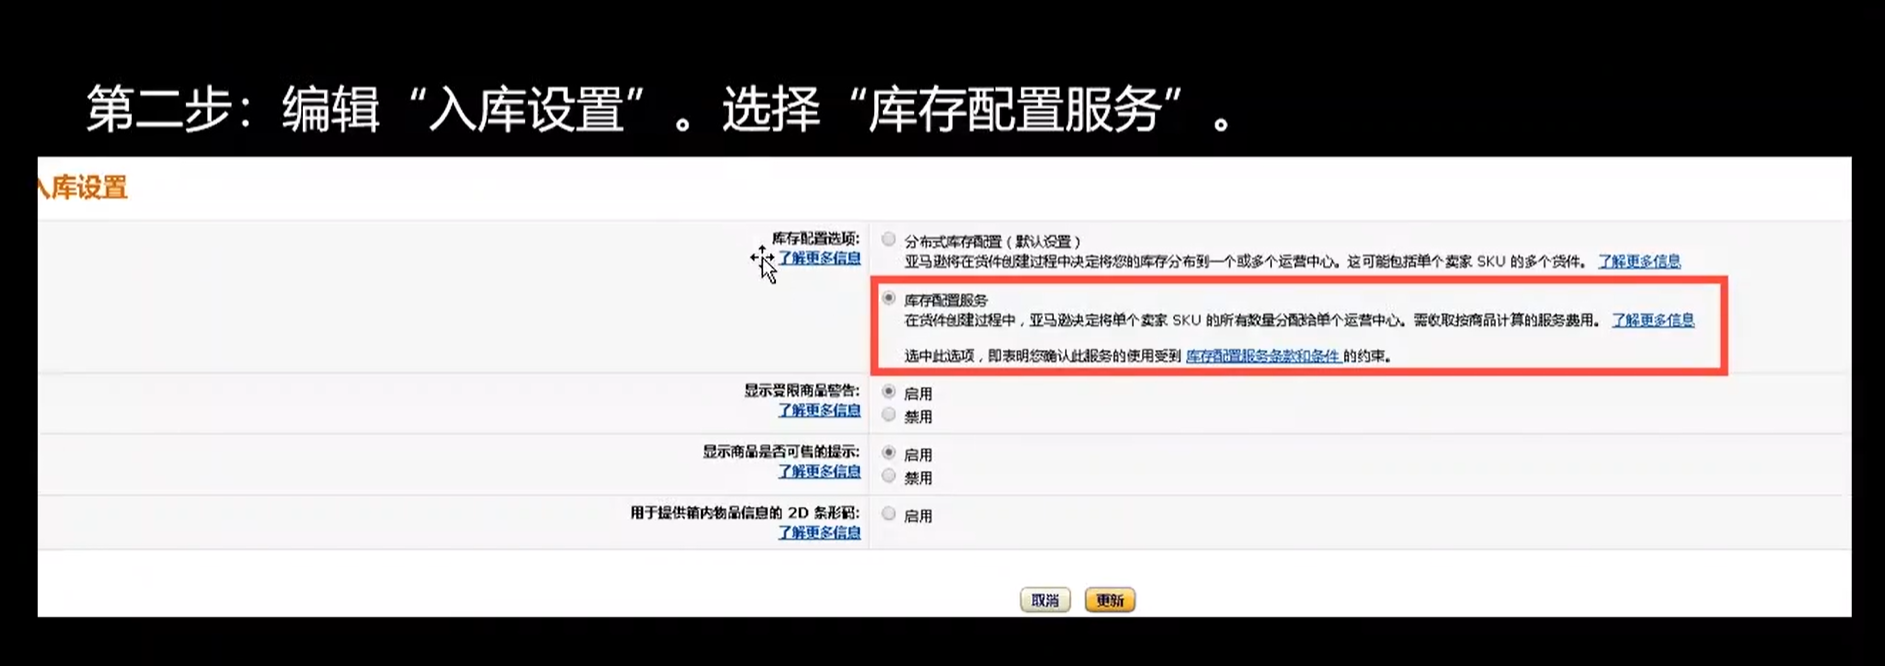 第二步：编辑“入库设置”。选择“库存配置服务”。
入库设置
库存配置选项:
了解更多信息
分布式库存配置（默认设置）
亚马逊将在货件创建过程中决定将您的库存分布到一个或多个运营中心。这可能包括单个卖家 SKU 的多个货件。 了解更多信息
库存配置服务
在货件创建过程中，亚马逊决定将单个卖家 SKU 的所有数量分配给单个运营中心。需收取按商品计算的服务费用。 了解更多信息
选中此选项，即表明您确认此服务的使用受到 库存配置服务条款和条件 的约束。
显示受限商品警告:
了解更多信息
启用
禁用
显示商品是否可售的提示:
了解更多信息
启用
禁用
用于提供箱内物品信息的 2D 条形码:
了解更多信息
启用
取消 更新